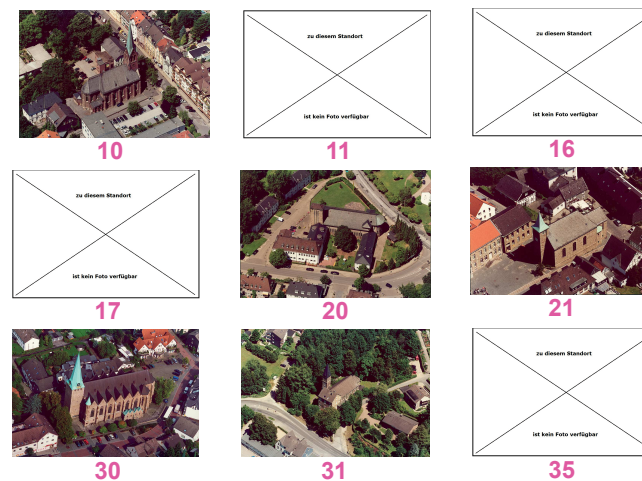 10
zu diesem Standort
ist kein Foto verfügbar
11
zu diesem Standort
ist kein Foto verfügbar
16
zu diesem Standort
ist kein Foto verfügbar
17
20
21
30
31
zu diesem Standort
ist kein Foto verfügbar
35